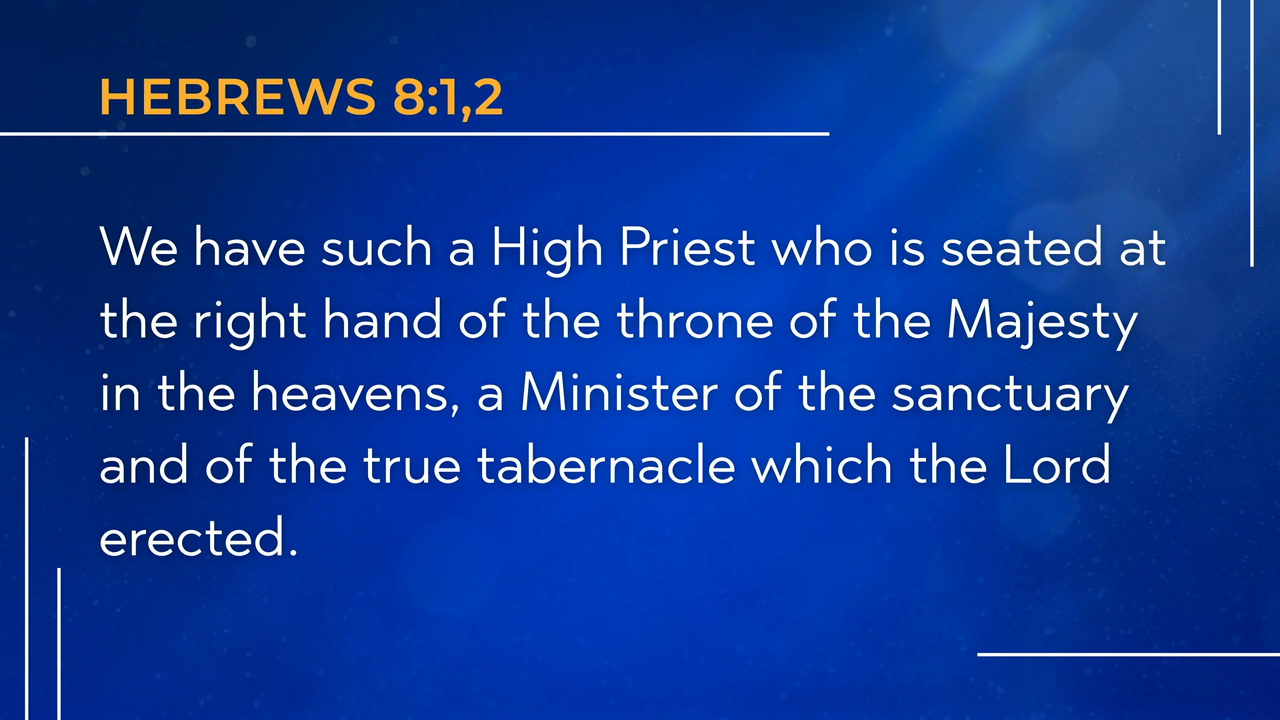 HEBREWS 8:1,2
We have such a High Priest who is seated at
the right hand of the throne of the Majesty
in the heavens, a Minister of the sanctuary
and of the true tabernacle which the Lord
erected.